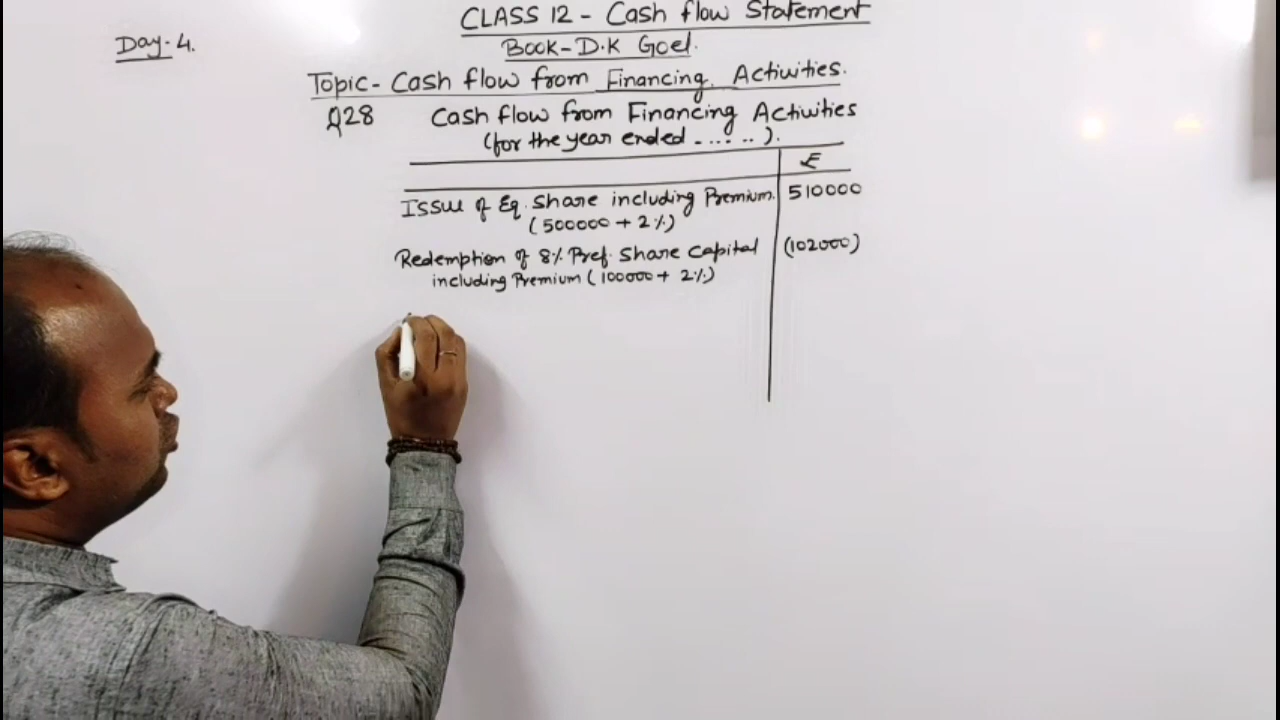 CLASS 12 - Cash flow Statement
Day-4.
Book-D.K Goel.
Topic- Cash flow from Financing Activities.
Q28 Cash flow from Financing Activities
(for the year ended ........).
₹
Issue of Eq. Share including Premium. 510000
(500000 + 2%)
Redemption of 8% Pref. Share Capital (102000)
including Premium (100000 + 2%)